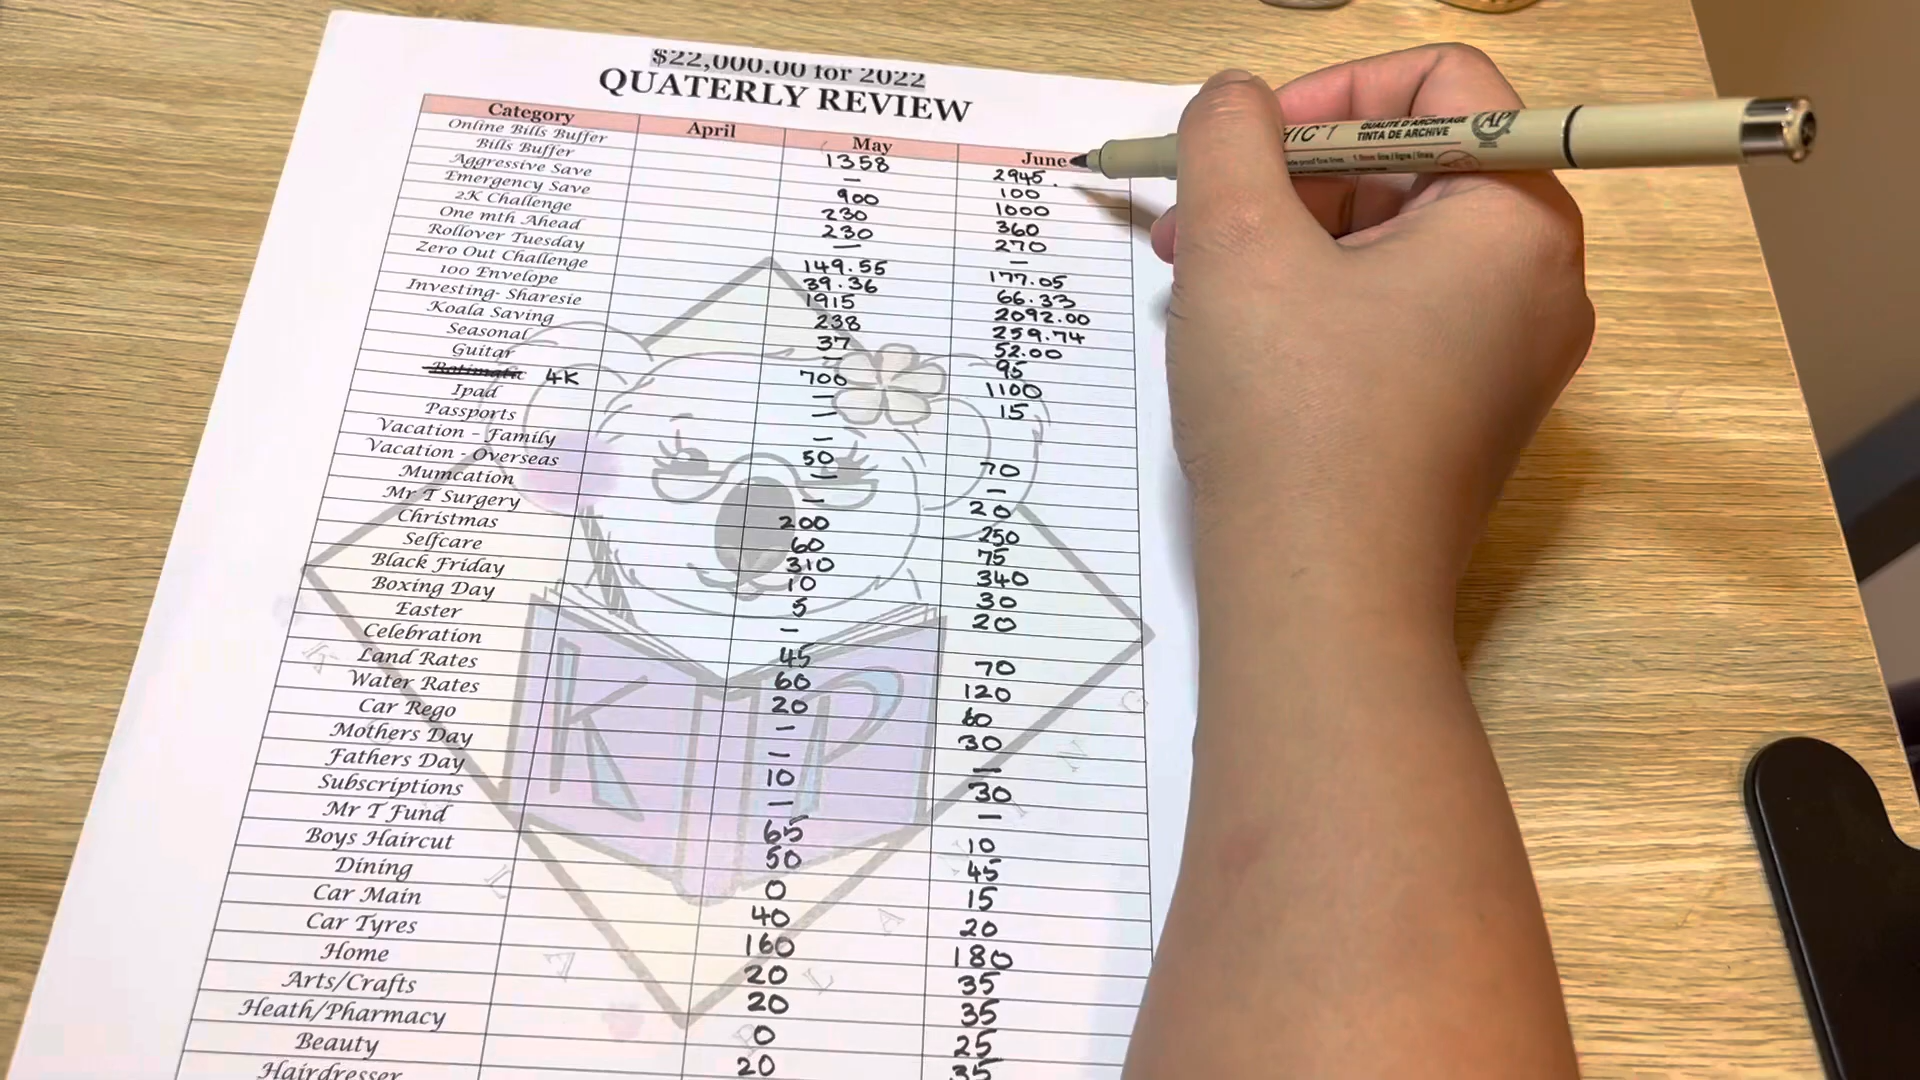 $22,000.00 for 2022
QUATERLY REVIEW
Category April May June
Online Bills Buffer 1358 2945.
Bills Buffer — 100
Aggressive Save 900 1000
Emergency Save 230 360
2K Challenge 230 270
One mth Ahead — —
Rollover Tuesday 149.55 177.05
Zero Out Challenge 39.36 66.33
100 Envelope 1915 2092.00
Investing- Sharesie 238 259.74
Koala Saving 37 52.00
Seasonal — 95
Guitar 700 1100
4K — 15
Ipad —
Passports —
Vacation - Family 50 70
Vacation - Overseas — —
Mumcation — 20
Mr T Surgery 200 250
Christmas 60 75
Selfcare 310 340
Black Friday 10 30
Boxing Day 5 20
Easter —
Celebration 45 70
Land Rates 60 120
Water Rates 20 60
Car Rego — 30
Mothers Day — —
Fathers Day 10 30
Subscriptions — —
Mr T Fund 65 10
Boys Haircut 50 45
Dining 0 15
Car Main 40 20
Car Tyres 160 180
Home 20 35
Arts/Crafts 20 35
Heath/Pharmacy 0 25
Beauty 20 35
Hairdresser
KTP
QUALITÉ D'ARCHIVAGE
TINTA DE ARCHIVE
AP